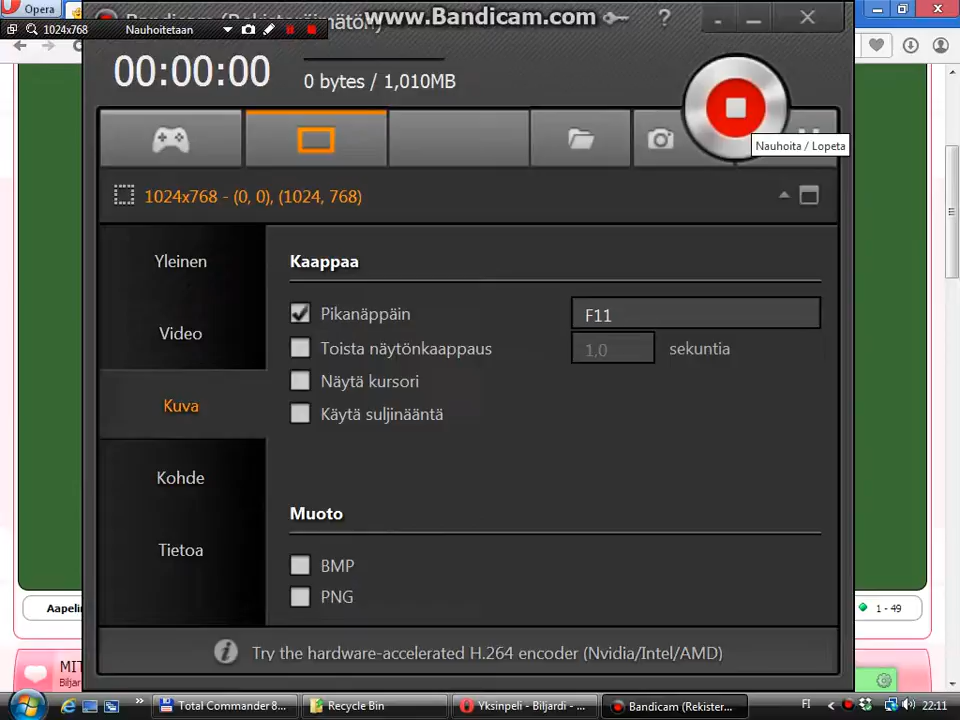 Opera
www.Bandicam.com
1024x768 Nauhoitetaan
00:00:00
0 bytes / 1,010MB
Nauhoita / Lopeta
1024x768 - (0, 0), (1024, 768)
Yleinen
Video
Kuva
Kohde
Tietoa
Kaappaa
Pikanäppäin F11
Toista näytönkaappaus 1,0 sekuntia
Näytä kursori
Käytä suljinääntä
Muoto
BMP
PNG
1 - 49
Try the hardware-accelerated H.264 encoder (Nvidia/Intel/AMD)
Total Commander 8... Recycle Bin Yksinpeli - Biljardi - ... Bandicam (Rekister... FI 22:11